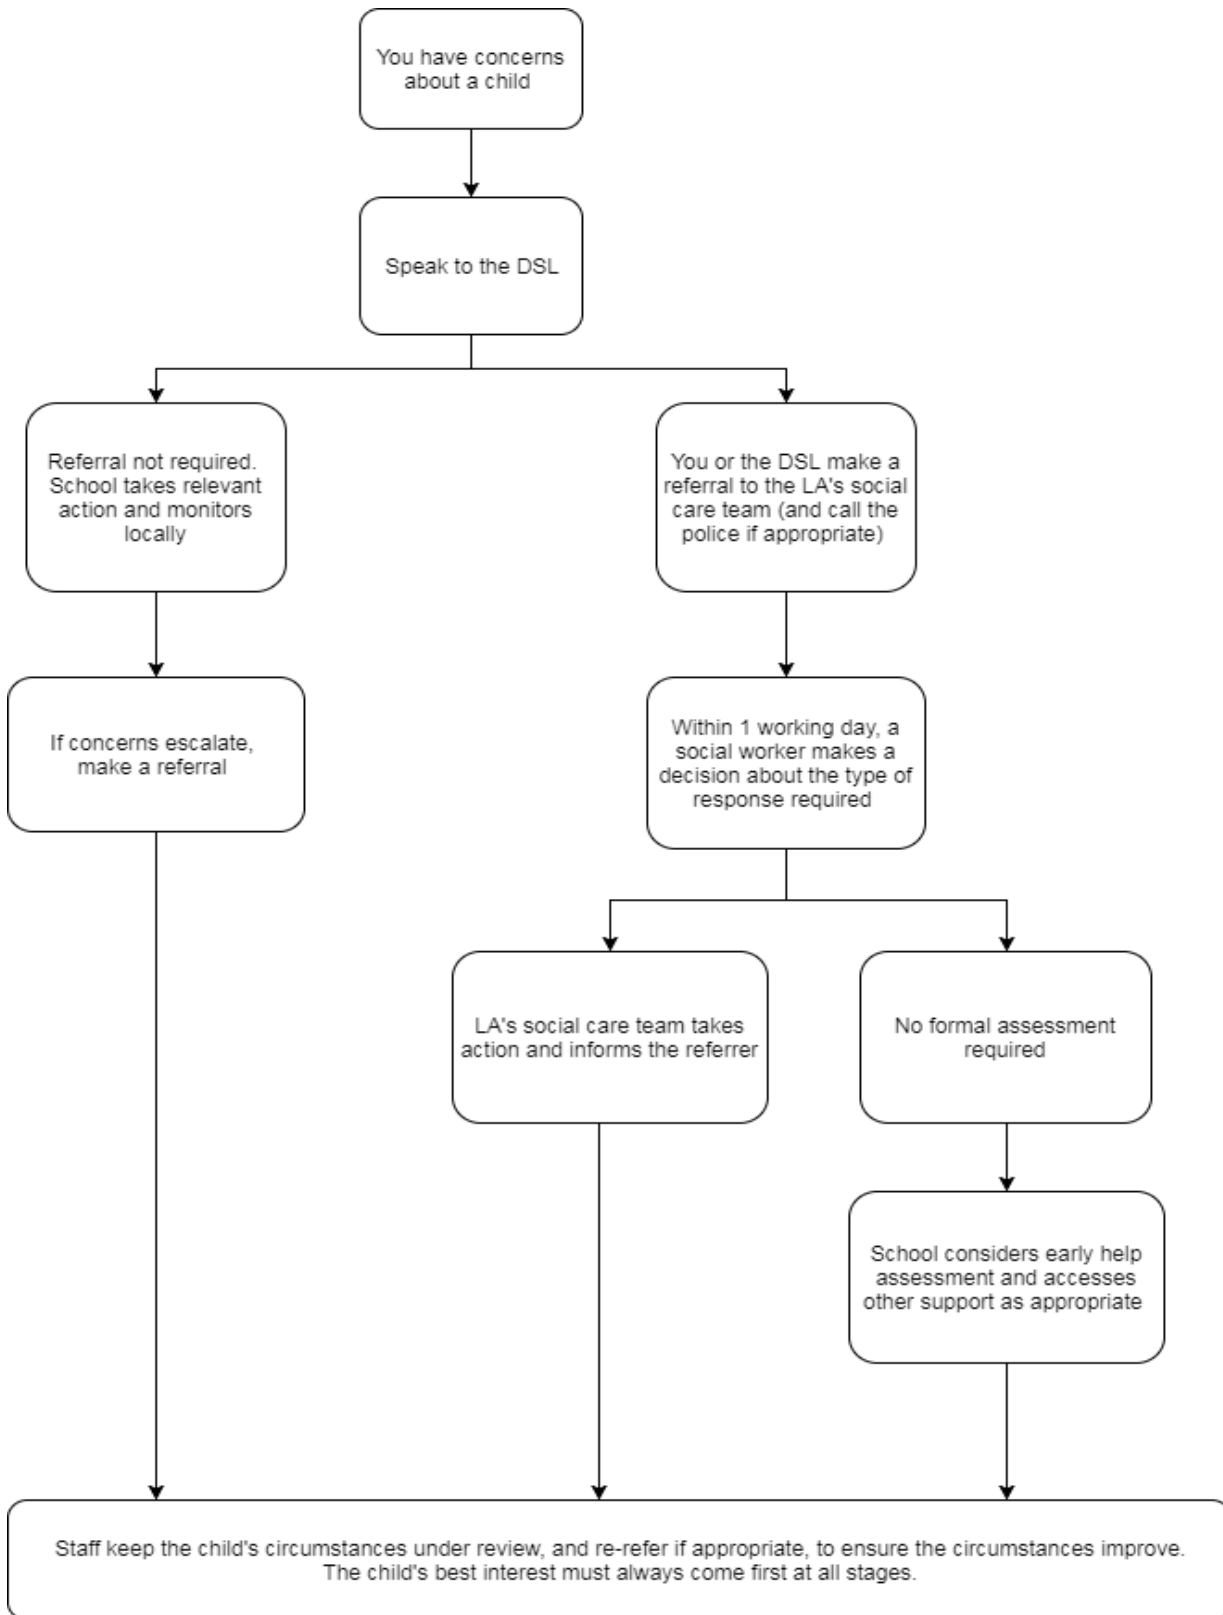 You have concerns
about a child
Speak to the DSL
Referral not required.
School takes relevant
action and monitors
locally
You or the DSL make a
referral to the LA's social
care team (and call the
police if appropriate)
If concerns escalate,
make a referral
Within 1 working day, a
social worker makes a
decision about the type of
response required
LA's social care team takes
action and informs the referrer
No formal assessment
required
School considers early help
assessment and accesses
other support as appropriate
Staff keep the child's circumstances under review, and re-refer if appropriate, to ensure the circumstances improve.
The child's best interest must always come first at all stages.